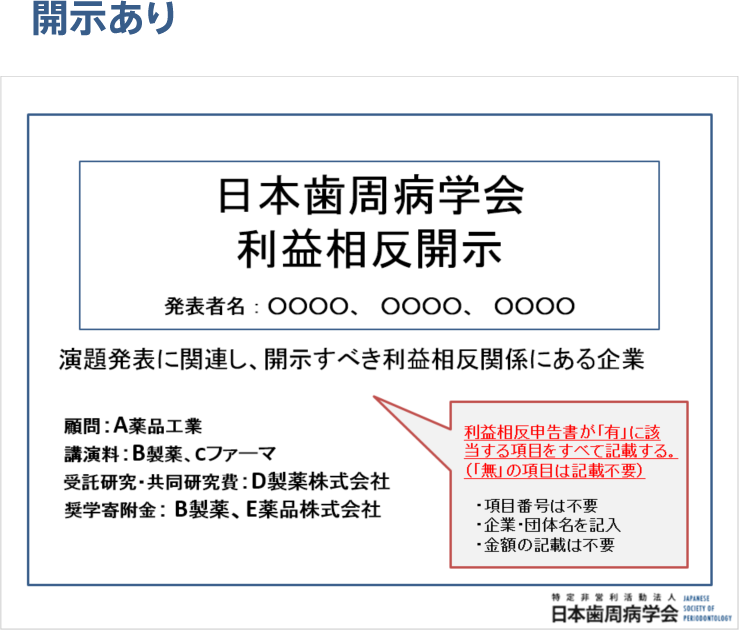 開示あり
日本歯周病学会
利益相反開示
発表者名：〇〇〇〇、 〇〇〇〇、 〇〇〇〇
演題発表に関連し、開示すべき利益相反関係にある企業
顧問：A薬品工業
講演料：B製薬、cファーマ
受託研究・共同研究費：D製薬株式会社
奨学寄附金： B製薬、E薬品株式会社
利益相反申告書が「有」に該
当する項目をすべて記載する。
（「無」の項目は記載不要）
・項目番号は不要
・企業・団体名を記入
・金額の記載は不要
特定非営利活動法人
日本歯周病学会
JAPANESE
SOCIETY OF
PERIODONTOLOGY